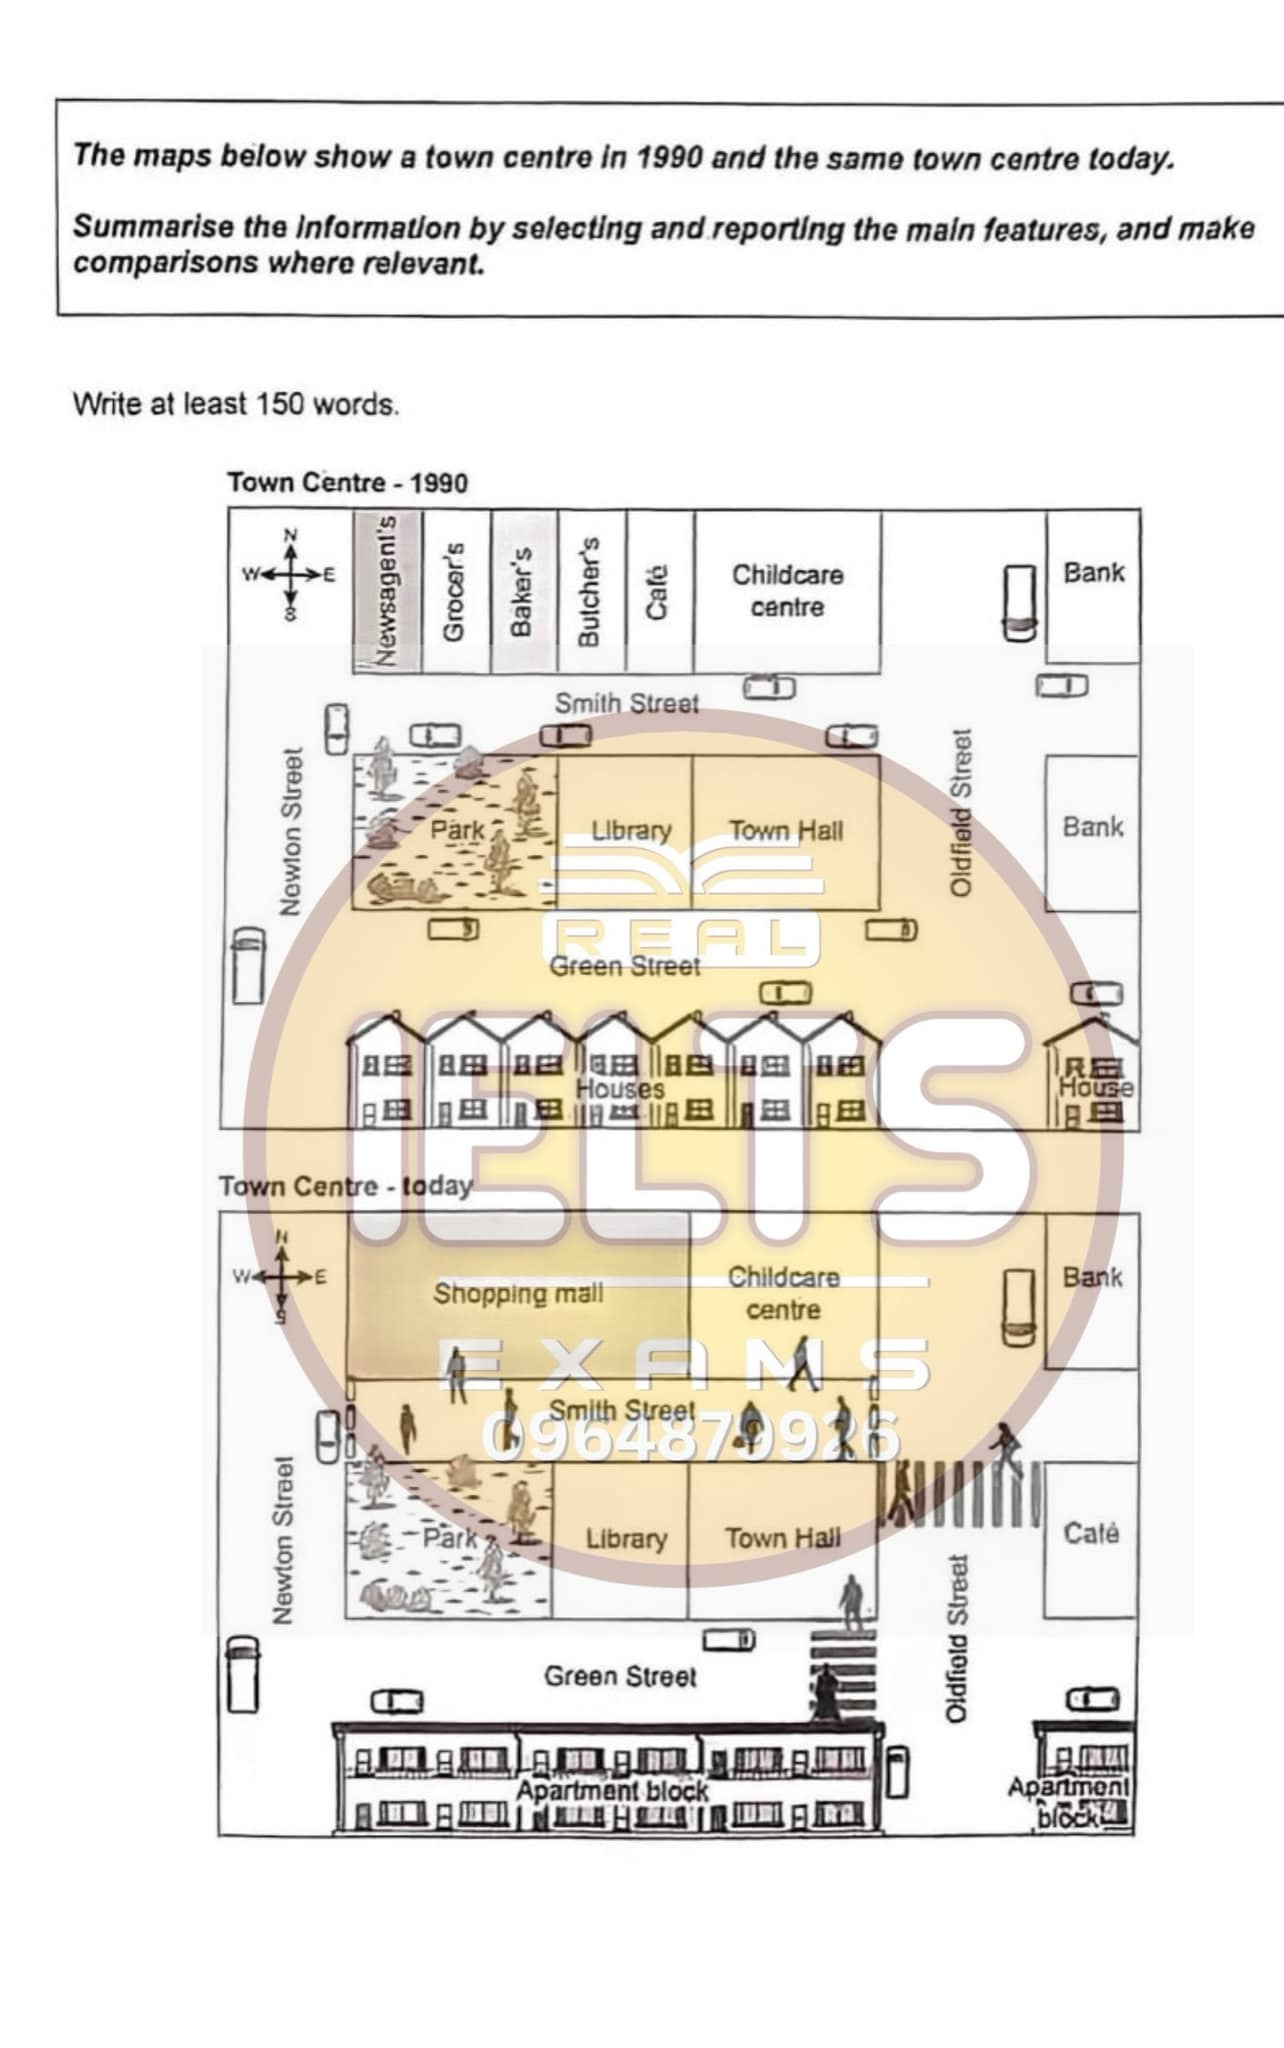 The maps below show a town centre in 1990 and the same town centre today.
Summarise the information by selecting and reporting the main features, and make
comparisons where relevant.
Write at least 150 words.
Town Centre - 1990
N
W E
S
Newsagent's
Grocer's
Baker's
Butcher's
Café
Childcare
centre
Bank
Smith Street
Newton Street
Park
Library
Town Hall
Oldfield Street
Bank
REAL
Green Street
Houses
House
IELTS
Town Centre - today
N
W E
S
Shopping mall
Childcare
centre
Bank
EXAMS
Smith Street
0964879926
Newton Street
Park
Library
Town Hall
Café
Oldfield Street
Green Street
Apartment block
Apartment
block